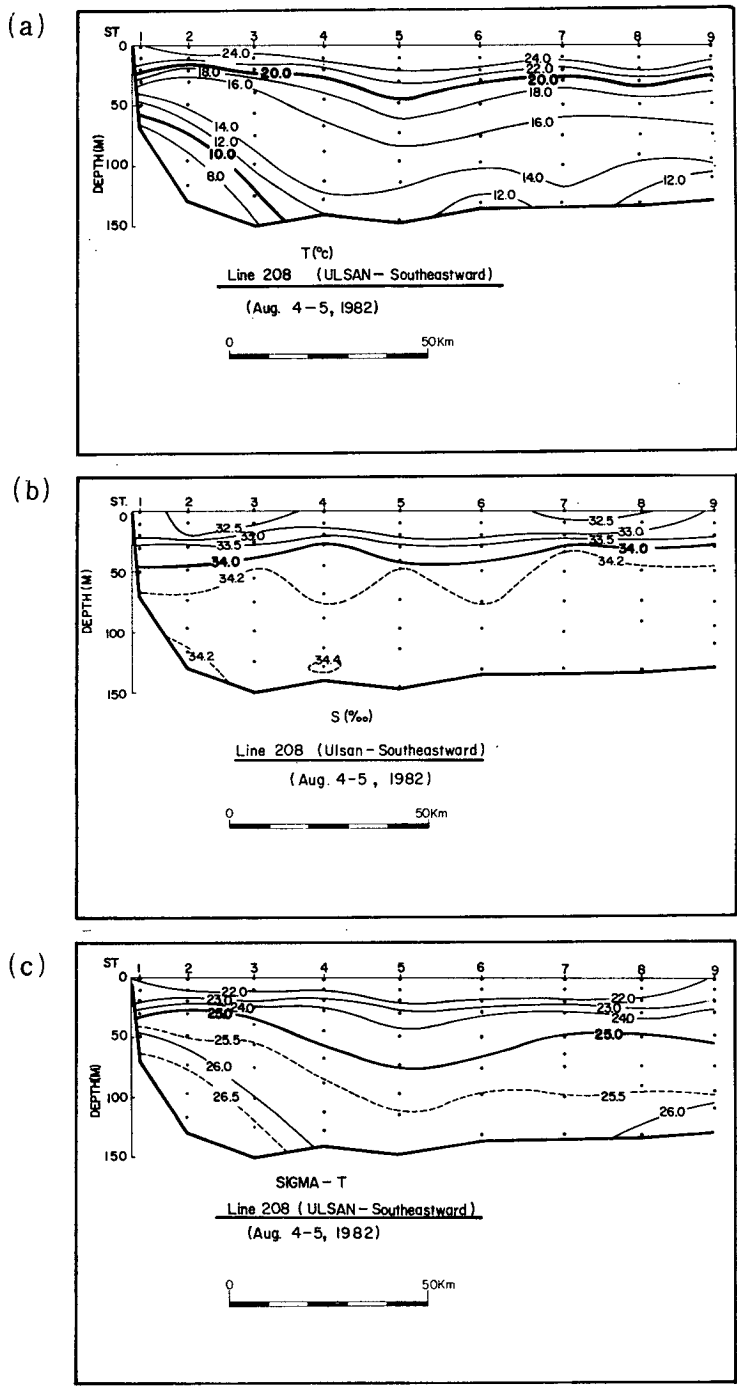 (a)
ST 1 2 3 4 5 6 7 8 9
0
24.0 24.0
22.0
18.0 20.0 20.0
16.0 18.0
50
16.0
14.0
12.0
10.0
100
8.0 14.0 12.0
12.0
150
DEPTH (M)
T(°c)
Line 208 (ULSAN – Southeastward)
(Aug. 4–5, 1982)
0 50Km
(b)
ST. 1 2 3 4 5 6 7 8 9
0
32.5 32.5
33.0 33.0
33.5 33.5
34.0 34.0
50
34.2 34.2
100
34.2 34.4
150
DEPTH (M)
S (‰)
Line 208 (Ulsan – Southeastward)
(Aug. 4–5, 1982)
0 50Km
(c)
ST 1 2 3 4 5 6 7 8 9
0
22.0 22.0
23.0 23.0
24.0 24.0
25.0 25.0
50
25.5
26.0
26.5 25.5
100
26.0
150
DEPTH(M)
SIGMA – T
Line 208 (ULSAN – Southeastward)
(Aug. 4–5, 1982)
0 50Km